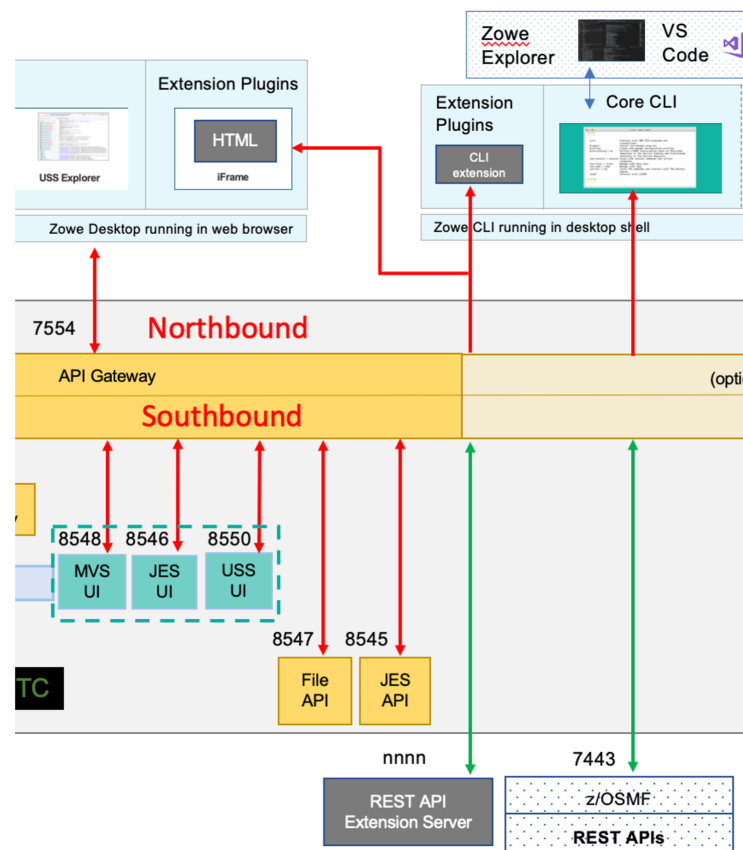 Zowe
Explorer
VS
Code
Extension Plugins
HTML
iFrame
USS Explorer
Zowe Desktop running in web browser
Extension
Plugins
CLI
extension
Core CLI
Zowe CLI running in desktop shell
7554
Northbound
API Gateway
(opti
Southbound
8548
8546
8550
MVS
UI
JES
UI
USS
UI
8547
8545
File
API
JES
API
TC
nnnn
7443
REST API
Extension Server
z/OSMF
REST APIs